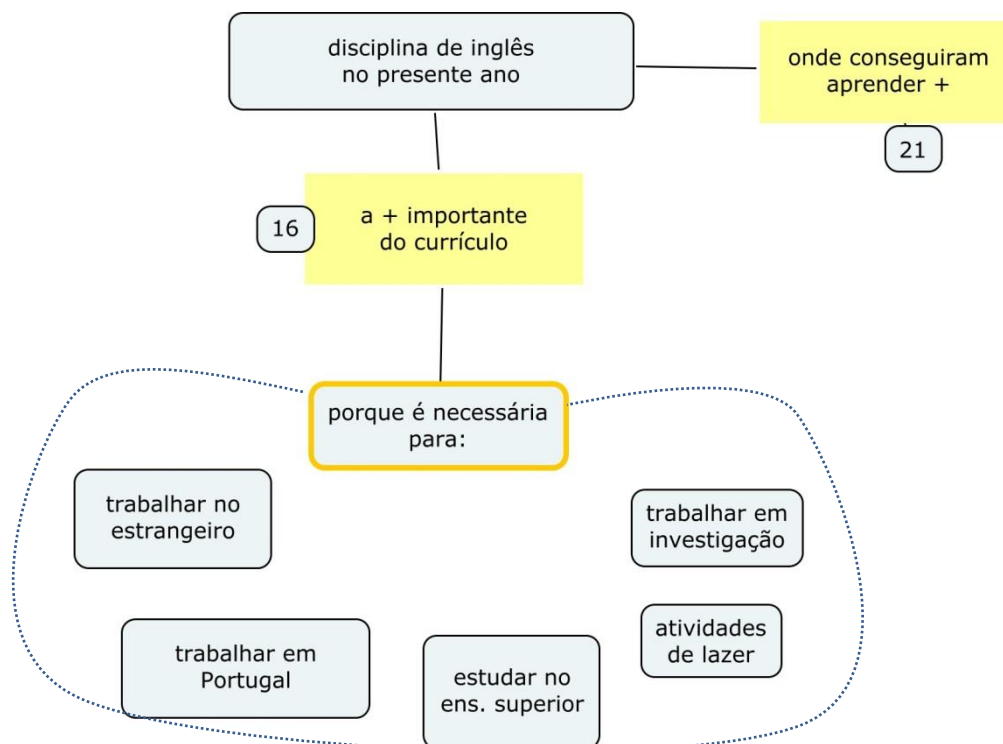 disciplina de inglês
no presente ano
onde conseguiram
aprender +
21
16
a + importante
do currículo
porque é necessária
para:
trabalhar no
estrangeiro
trabalhar em
investigação
trabalhar em
Portugal
estudar no
ens. superior
atividades
de lazer